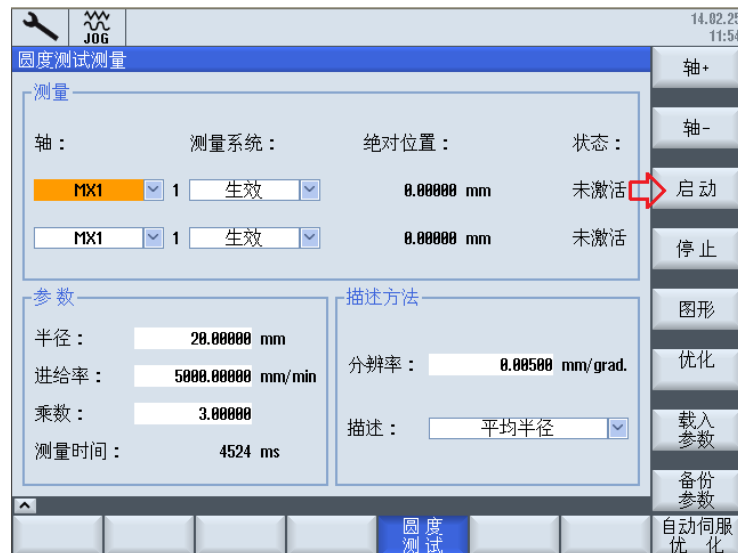 14.02.25
11:54
JOG
圆度测试测量
轴+
测量
轴-
轴： 测量系统： 绝对位置： 状态：
MX1 1 生效 0.00000 mm 未激活
启动
MX1 1 生效 0.00000 mm 未激活
停止
参数
描述方法
图形
半径： 20.00000 mm
进给率： 5000.00000 mm/min
分辨率： 0.00500 mm/grad.
优化
乘数： 3.00000
描述： 平均半径
载入
参数
测量时间： 4524 ms
备份
参数
圆度
测试
自动伺服
优 化